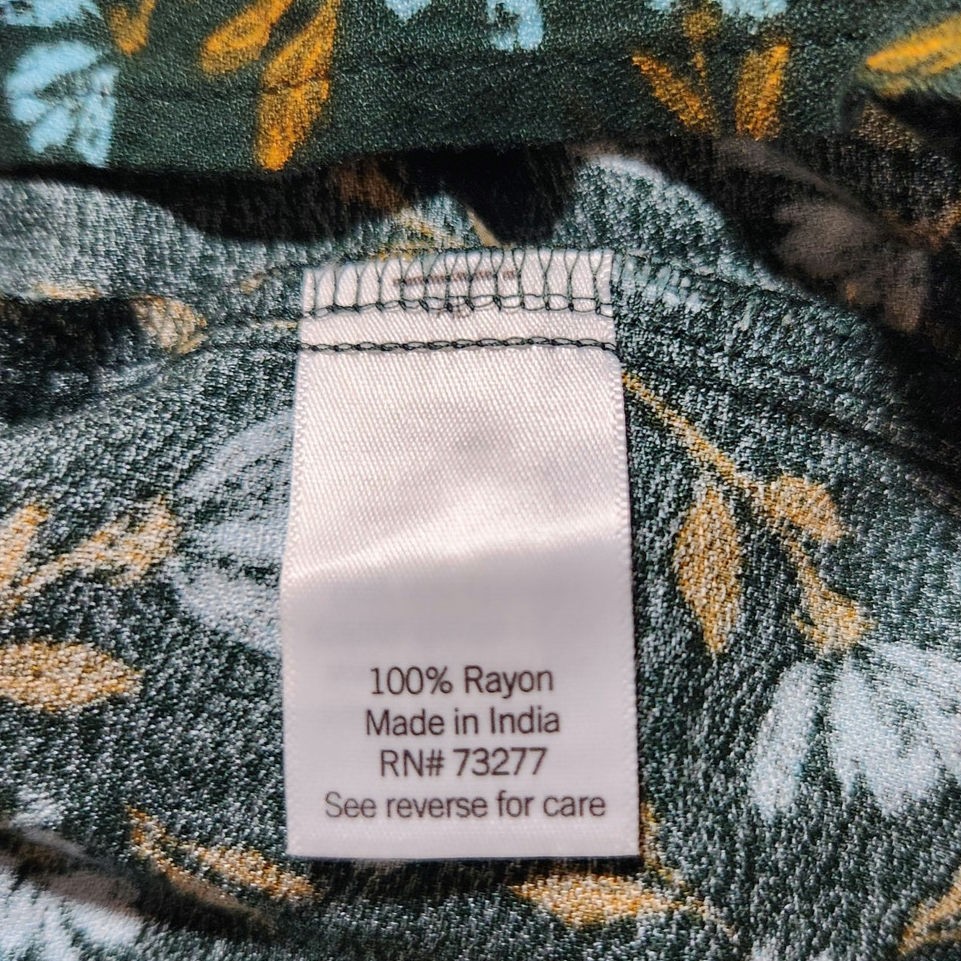 100% Rayon
Made in India
RN# 73277
See reverse for care